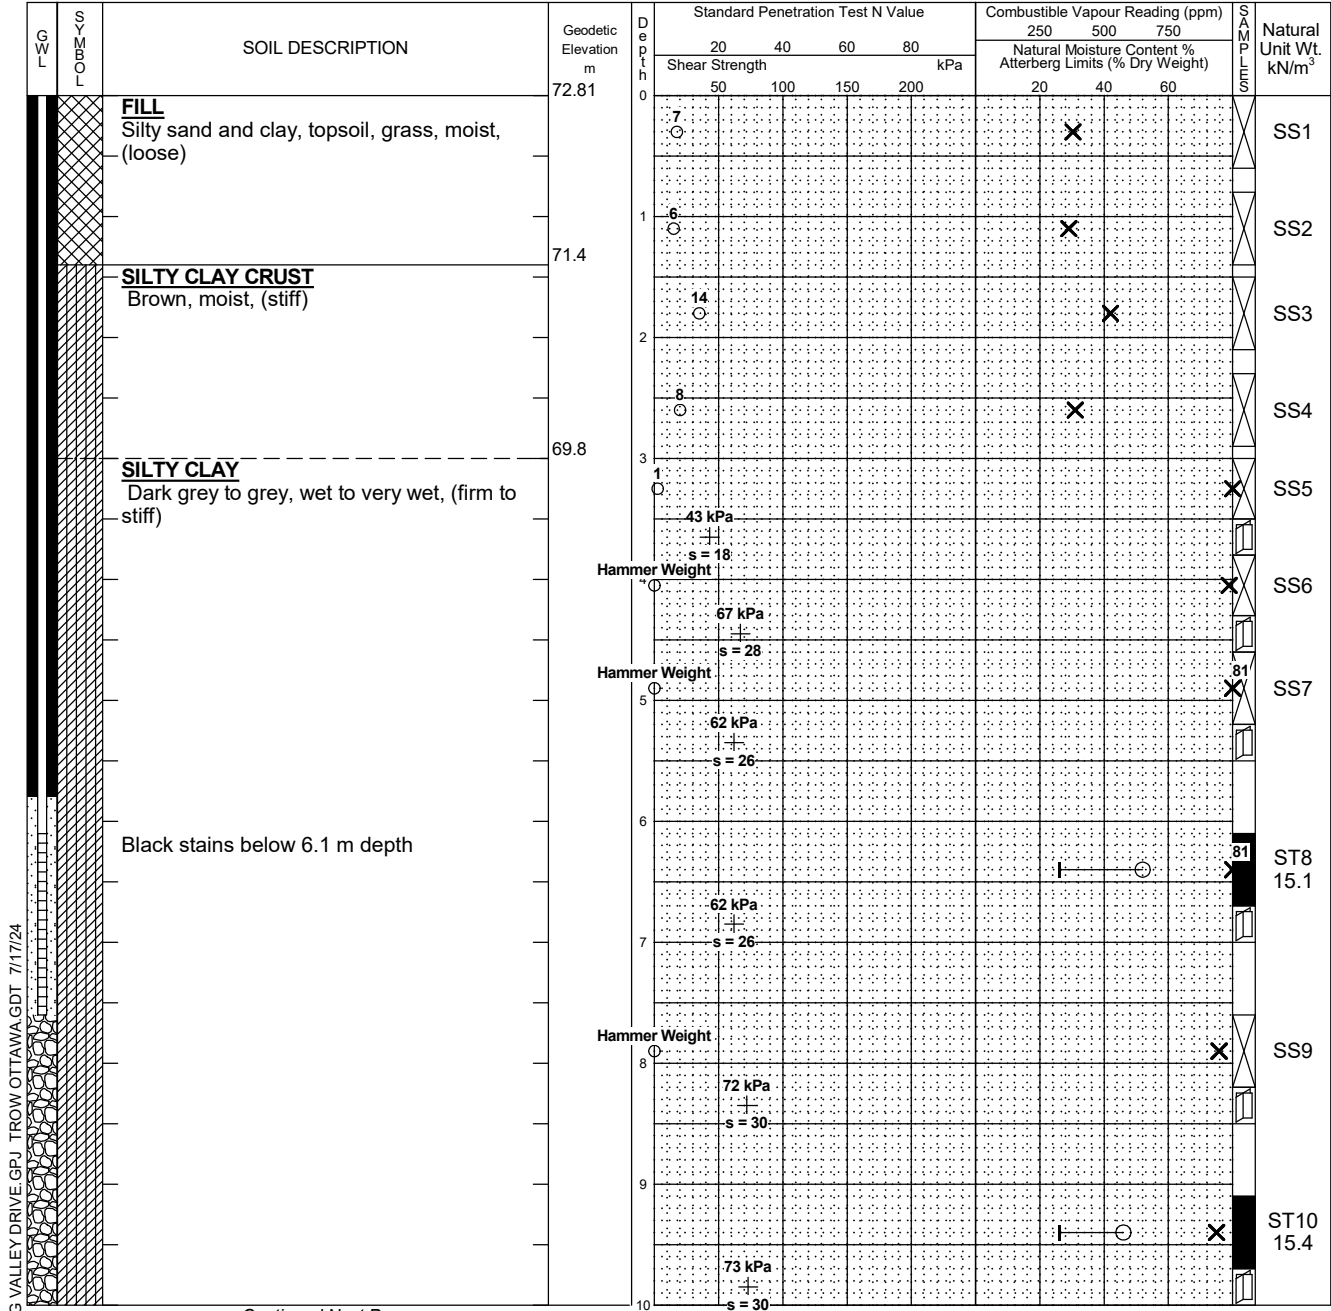 GWL
SYMBOL
SOIL DESCRIPTION
Geodetic
Elevation
m
Depth
Standard Penetration Test N Value
20 40 60 80
Shear Strength kPa
50 100 150 200
Combustible Vapour Reading (ppm)
250 500 750
Natural Moisture Content %
Atterberg Limits (% Dry Weight)
20 40 60
SAMPLES
Natural
Unit Wt.
kN/m³
72.81
0
FILL
Silty sand and clay, topsoil, grass, moist,
(loose)
7
SS1
1
6
SS2
71.4
SILTY CLAY CRUST
Brown, moist, (stiff)
14
SS3
2
8
SS4
69.8
3
SILTY CLAY
Dark grey to grey, wet to very wet, (firm to
stiff)
1
SS5
43 kPa
s = 18
Hammer Weight
4
SS6
67 kPa
s = 28
Hammer Weight
81
SS7
5
62 kPa
s = 26
6
Black stains below 6.1 m depth
81
ST8
15.1
62 kPa
s = 26
7
Hammer Weight
SS9
8
72 kPa
s = 30
9
ST10
15.4
73 kPa
s = 30
10
VALLEY DRIVE.GPJ TROW OTTAWA.GDT 7/17/24